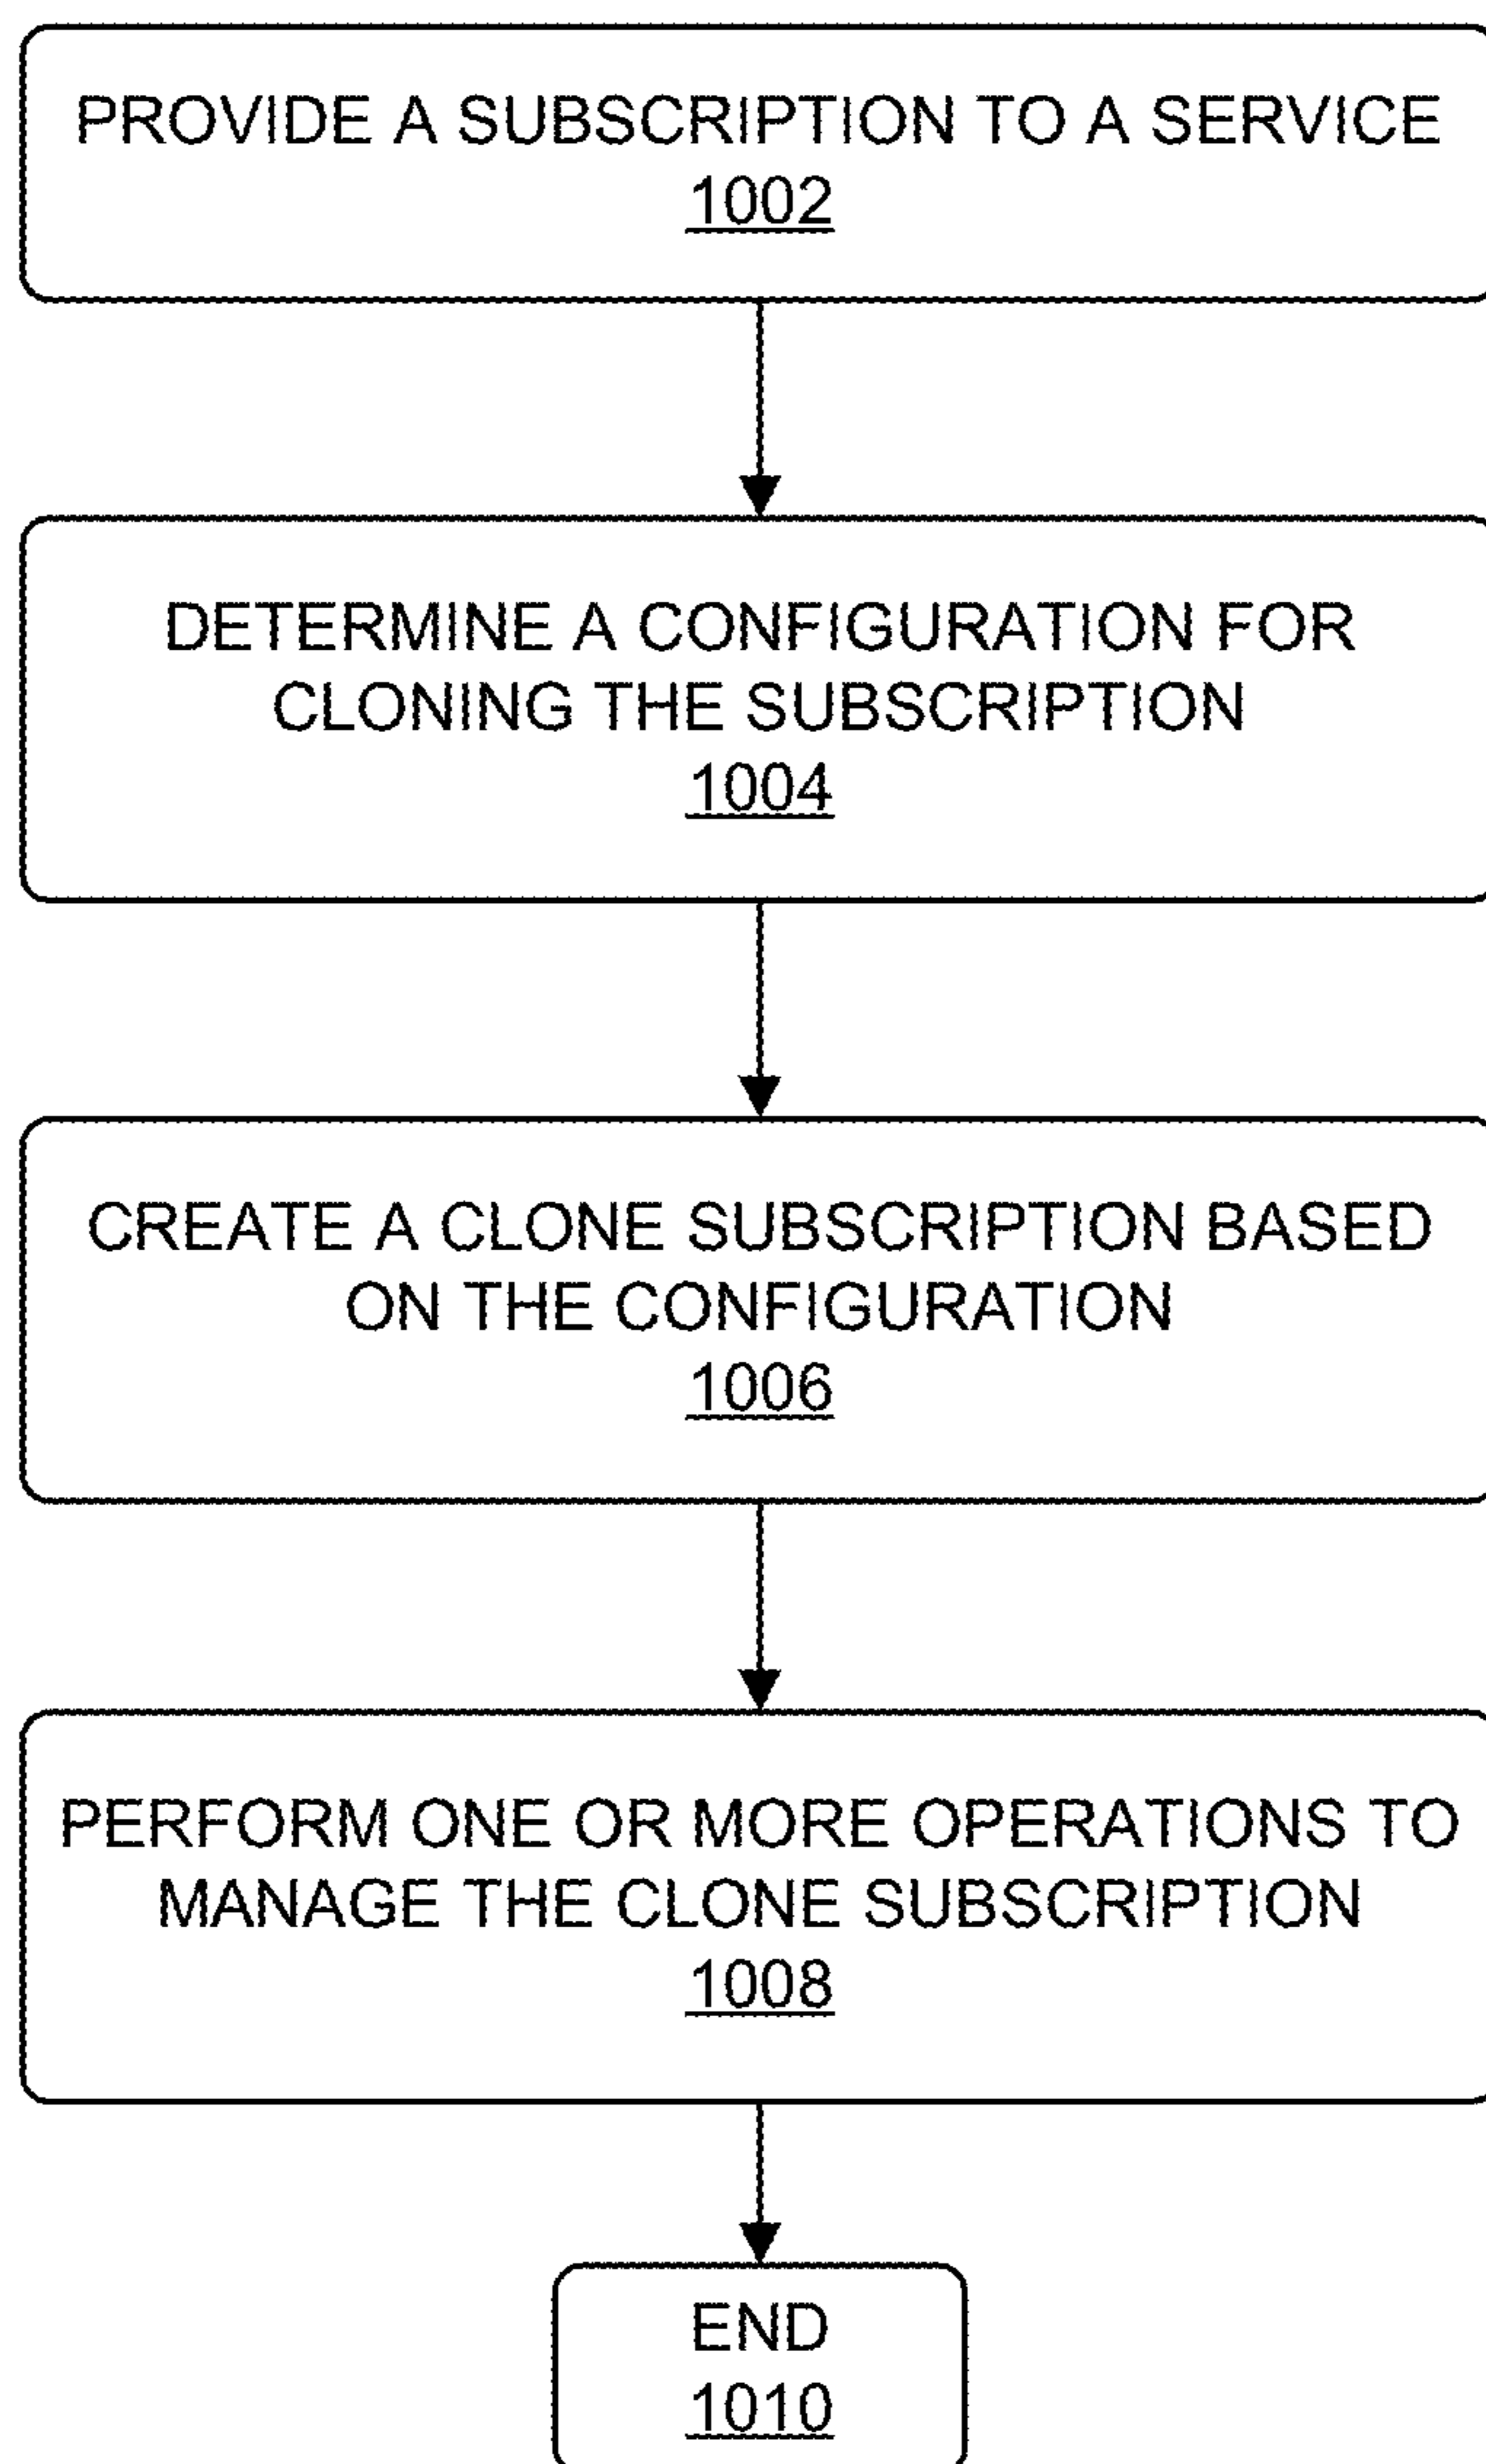 PROVIDE A SUBSCRIPTION TO A SERVICE
1002
DETERMINE A CONFIGURATION FOR
CLONING THE SUBSCRIPTION
1004
CREATE A CLONE SUBSCRIPTION BASED
ON THE CONFIGURATION
1006
PERFORM ONE OR MORE OPERATIONS TO
MANAGE THE CLONE SUBSCRIPTION
1008
END
1010